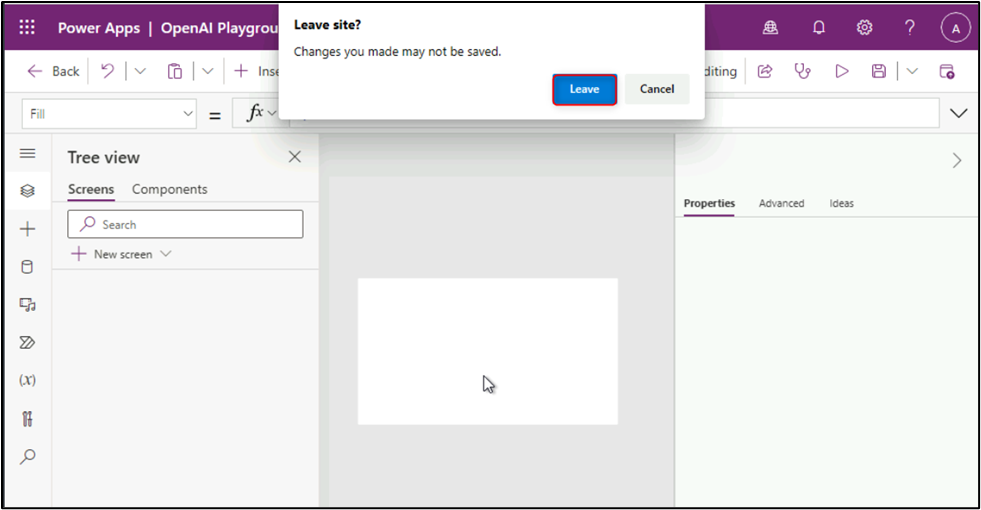 Power Apps | OpenAI Playgrou
Leave site?
Changes you made may not be saved.
Leave
Cancel
?
A
Back
Inse
diting
Fill
=
fx
Tree view
Screens
Components
Search
New screen
(x)
Properties
Advanced
Ideas